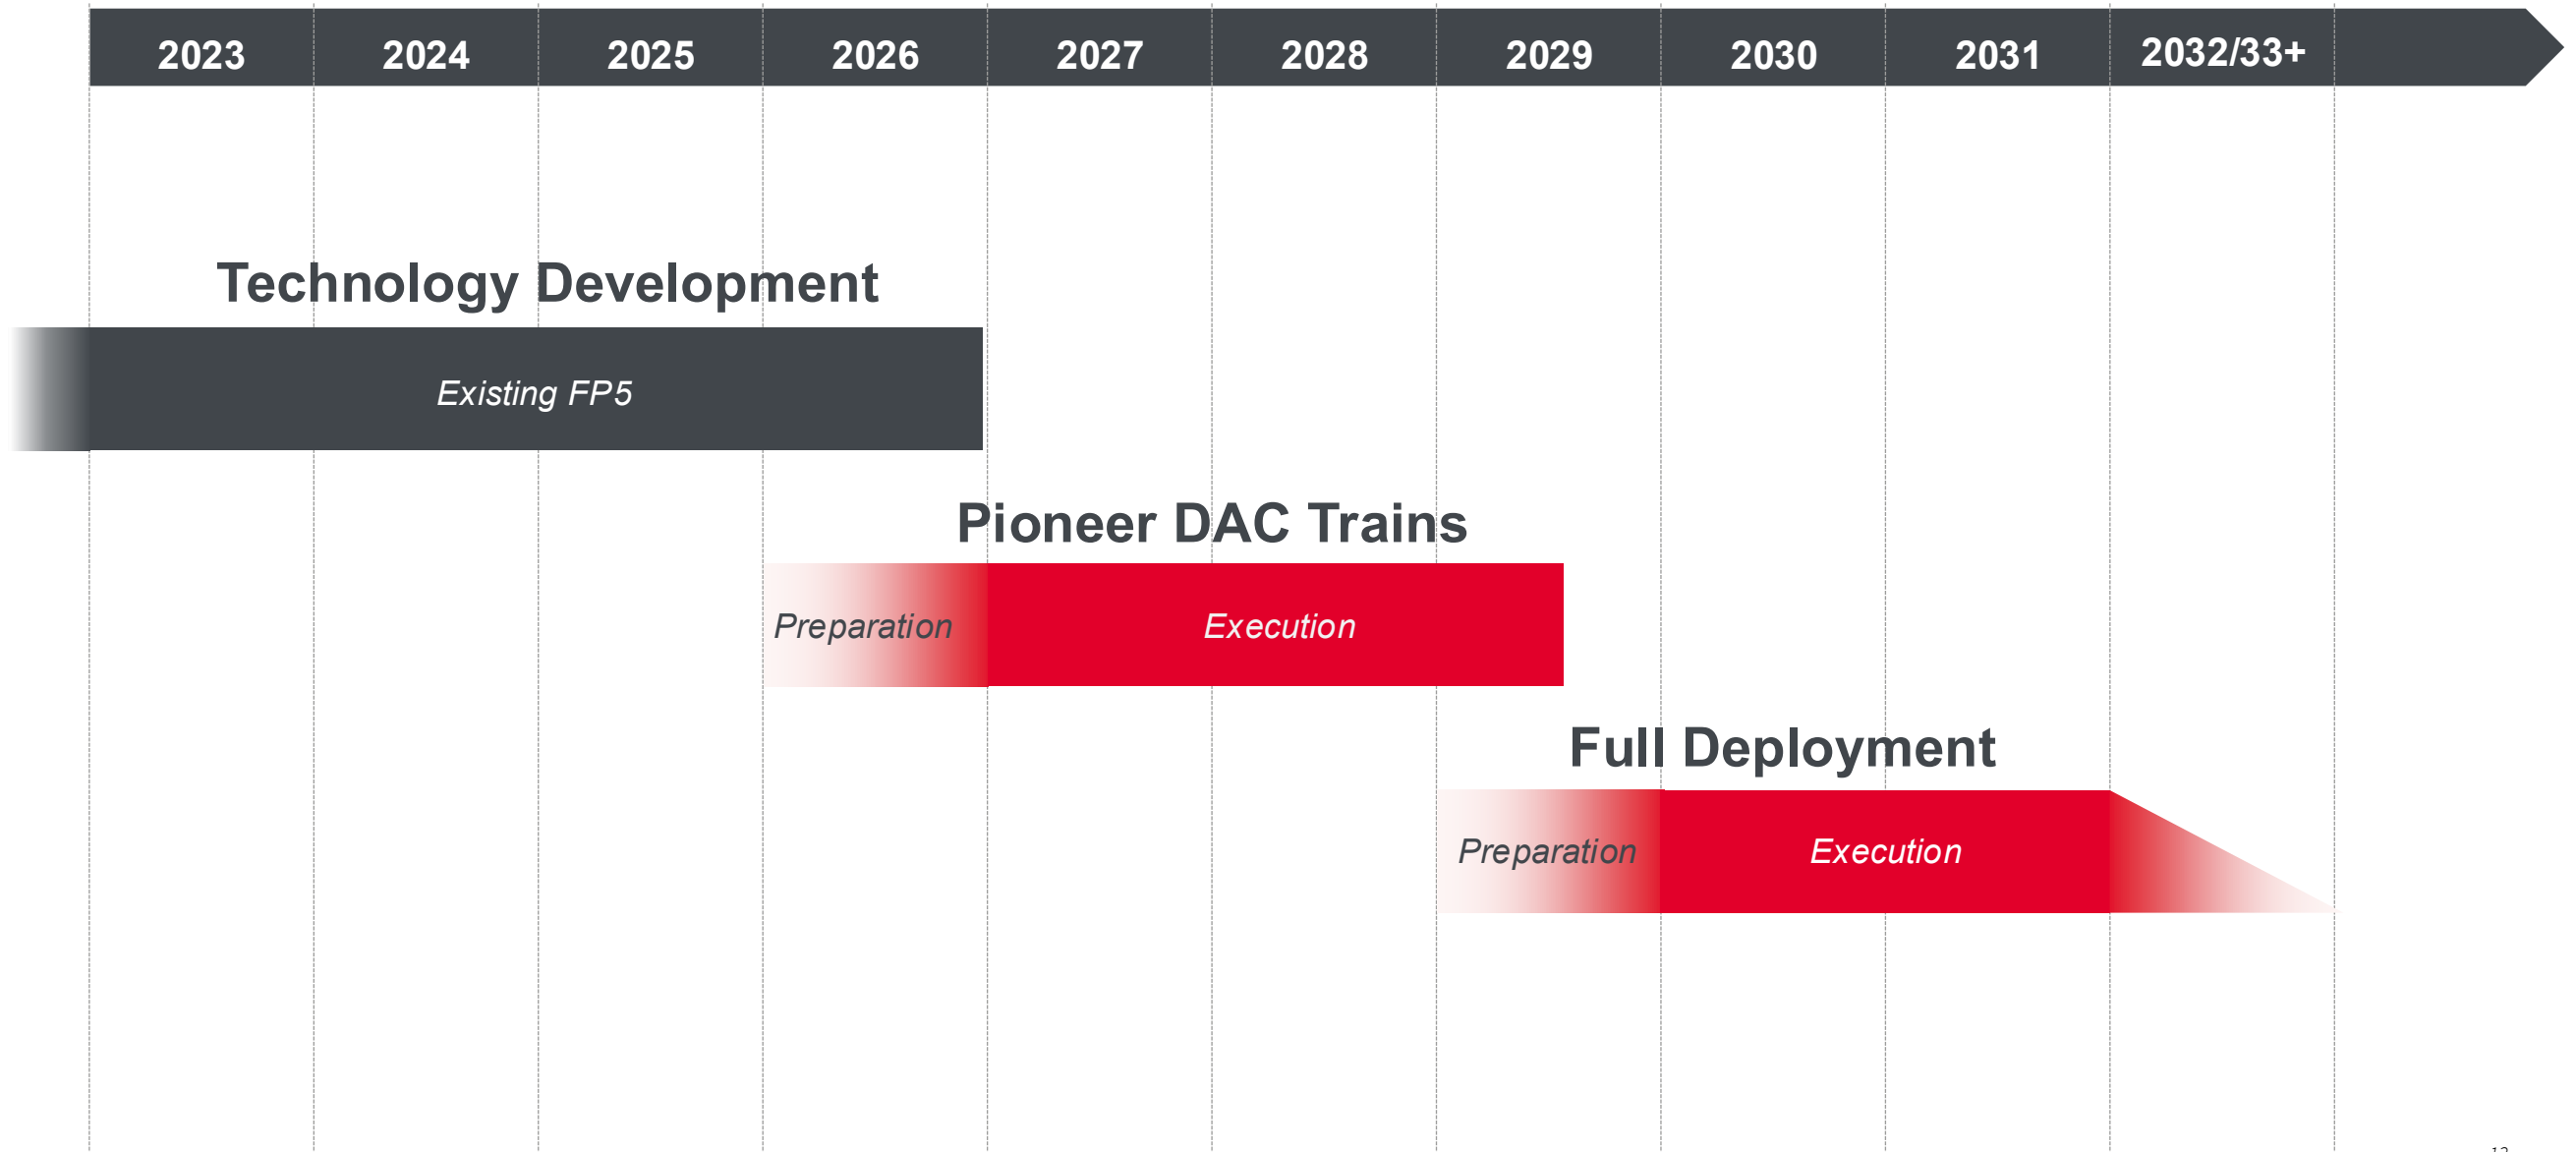 2023 2024 2025 2026 2027 2028 2029 2030 2031 2032/33+
Technology Development
Existing FP5
Pioneer DAC Trains
Preparation Execution
Full Deployment
Preparation Execution